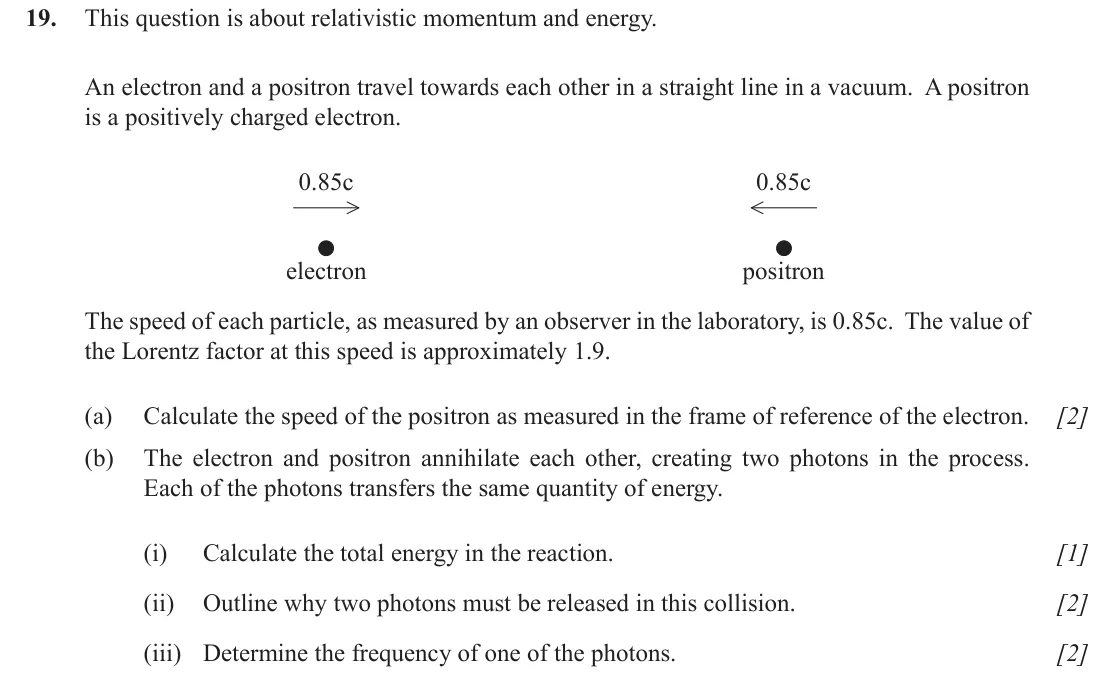 19. This question is about relativistic momentum and energy.
An electron and a positron travel towards each other in a straight line in a vacuum. A positron
is a positively charged electron.
0.85c 0.85c
electron positron
The speed of each particle, as measured by an observer in the laboratory, is 0.85c. The value of
the Lorentz factor at this speed is approximately 1.9.
(a) Calculate the speed of the positron as measured in the frame of reference of the electron. [2]
(b) The electron and positron annihilate each other, creating two photons in the process.
Each of the photons transfers the same quantity of energy.
(i) Calculate the total energy in the reaction. [1]
(ii) Outline why two photons must be released in this collision. [2]
(iii) Determine the frequency of one of the photons. [2]